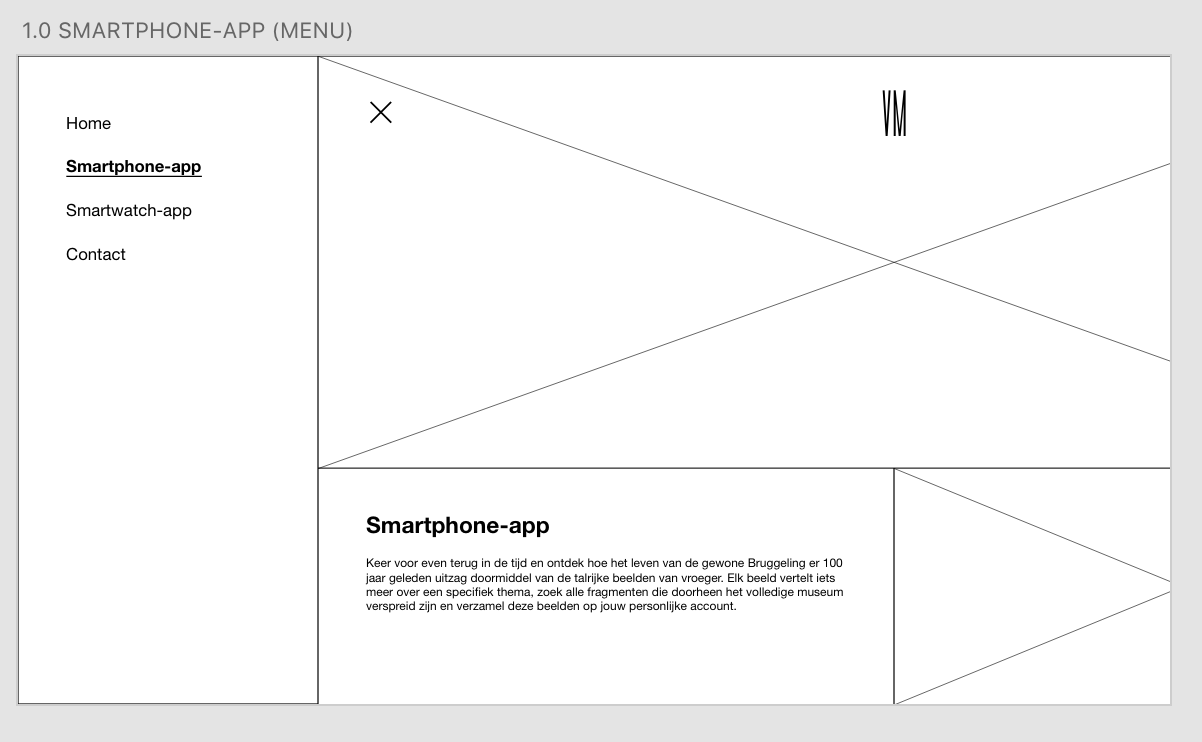 1.0 SMARTPHONE-APP (MENU)
Home
Smartphone-app
Smartwatch-app
Contact
VM
Smartphone-app
Keer voor even terug in de tijd en ontdek hoe het leven van de gewone Bruggeling er 100
jaar geleden uitzag doormiddel van de talrijke beelden van vroeger. Elk beeld vertelt iets
meer over een specifiek thema, zoek alle fragmenten die doorheen het volledige museum
verspreid zijn en verzamel deze beelden op jouw personlijke account.